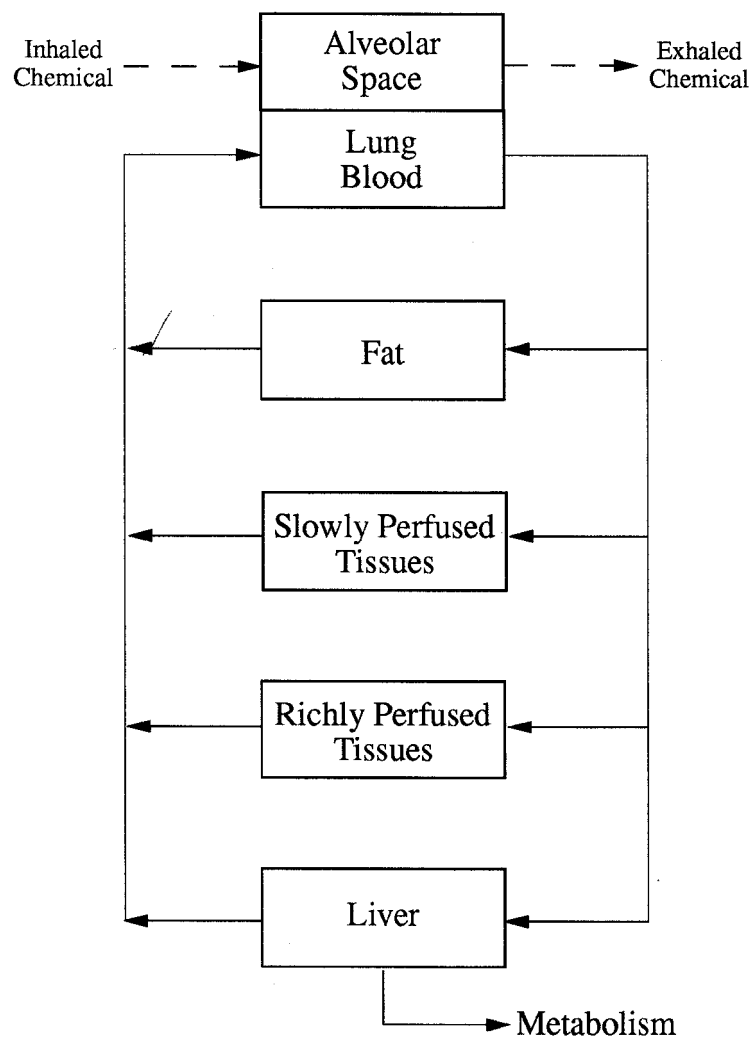 Inhaled
Chemical
Alveolar
Space
Exhaled
Chemical
Lung
Blood
Fat
Slowly Perfused
Tissues
Richly Perfused
Tissues
Liver
Metabolism